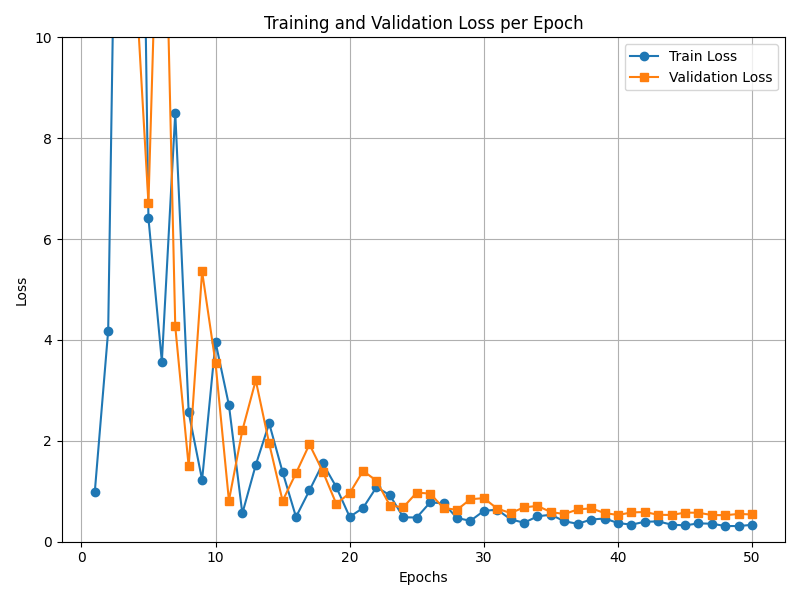 Training and Validation Loss per Epoch
Train Loss
Validation Loss
Loss
10
8
6
4
2
0
0 10 20 30 40 50
Epochs